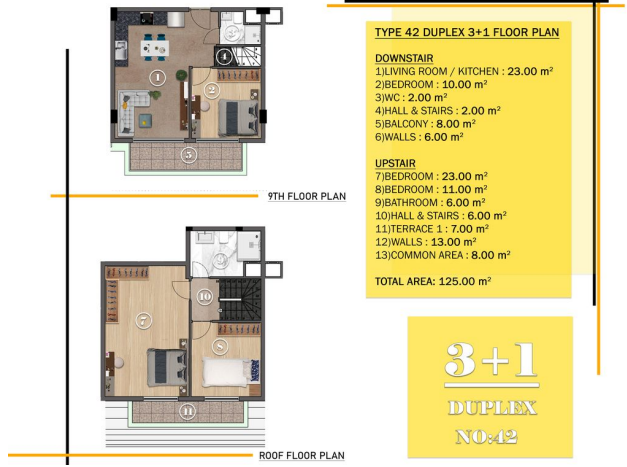 TYPE 42 DUPLEX 3+1 FLOOR PLAN
DOWNSTAIR
1)LIVING ROOM / KITCHEN : 23.00 m²
2)BEDROOM : 10.00 m²
3)WC : 2.00 m²
4)HALL & STAIRS : 2.00 m²
5)BALCONY : 8.00 m²
6)WALLS : 6.00 m²
UPSTAIR
7)BEDROOM : 23.00 m²
8)BEDROOM : 11.00 m²
9)BATHROOM : 6.00 m²
10)HALL & STAIRS : 6.00 m²
11)TERRACE 1 : 7.00 m²
12)WALLS : 13.00 m²
13)COMMON AREA : 8.00 m²
TOTAL AREA: 125.00 m²
3
4
1
2
5
9TH FLOOR PLAN
9
10
7
8
11
ROOF FLOOR PLAN
3+1
DUPLEX
NO:42